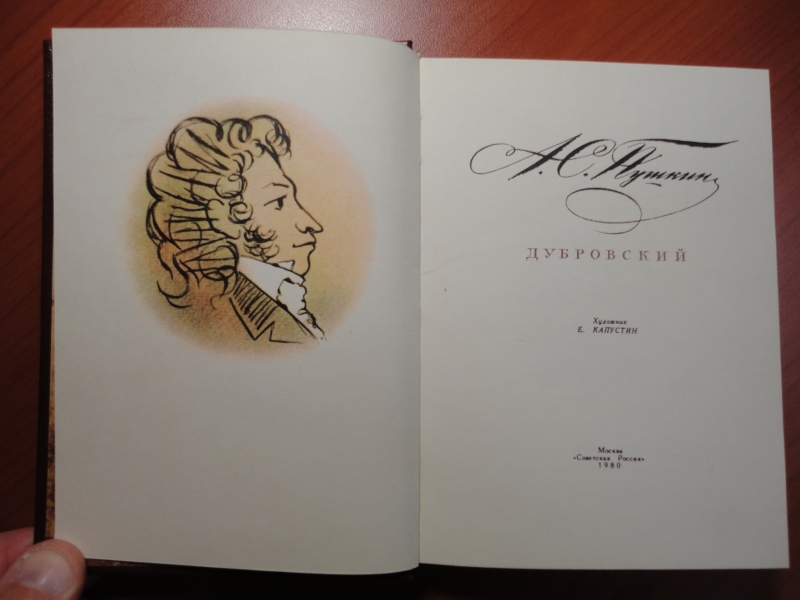 А. С. Пушкин
ДУБРОВСКИЙ
Художник
Е. КАПУСТИН
Москва
«Советская Россия»
1980